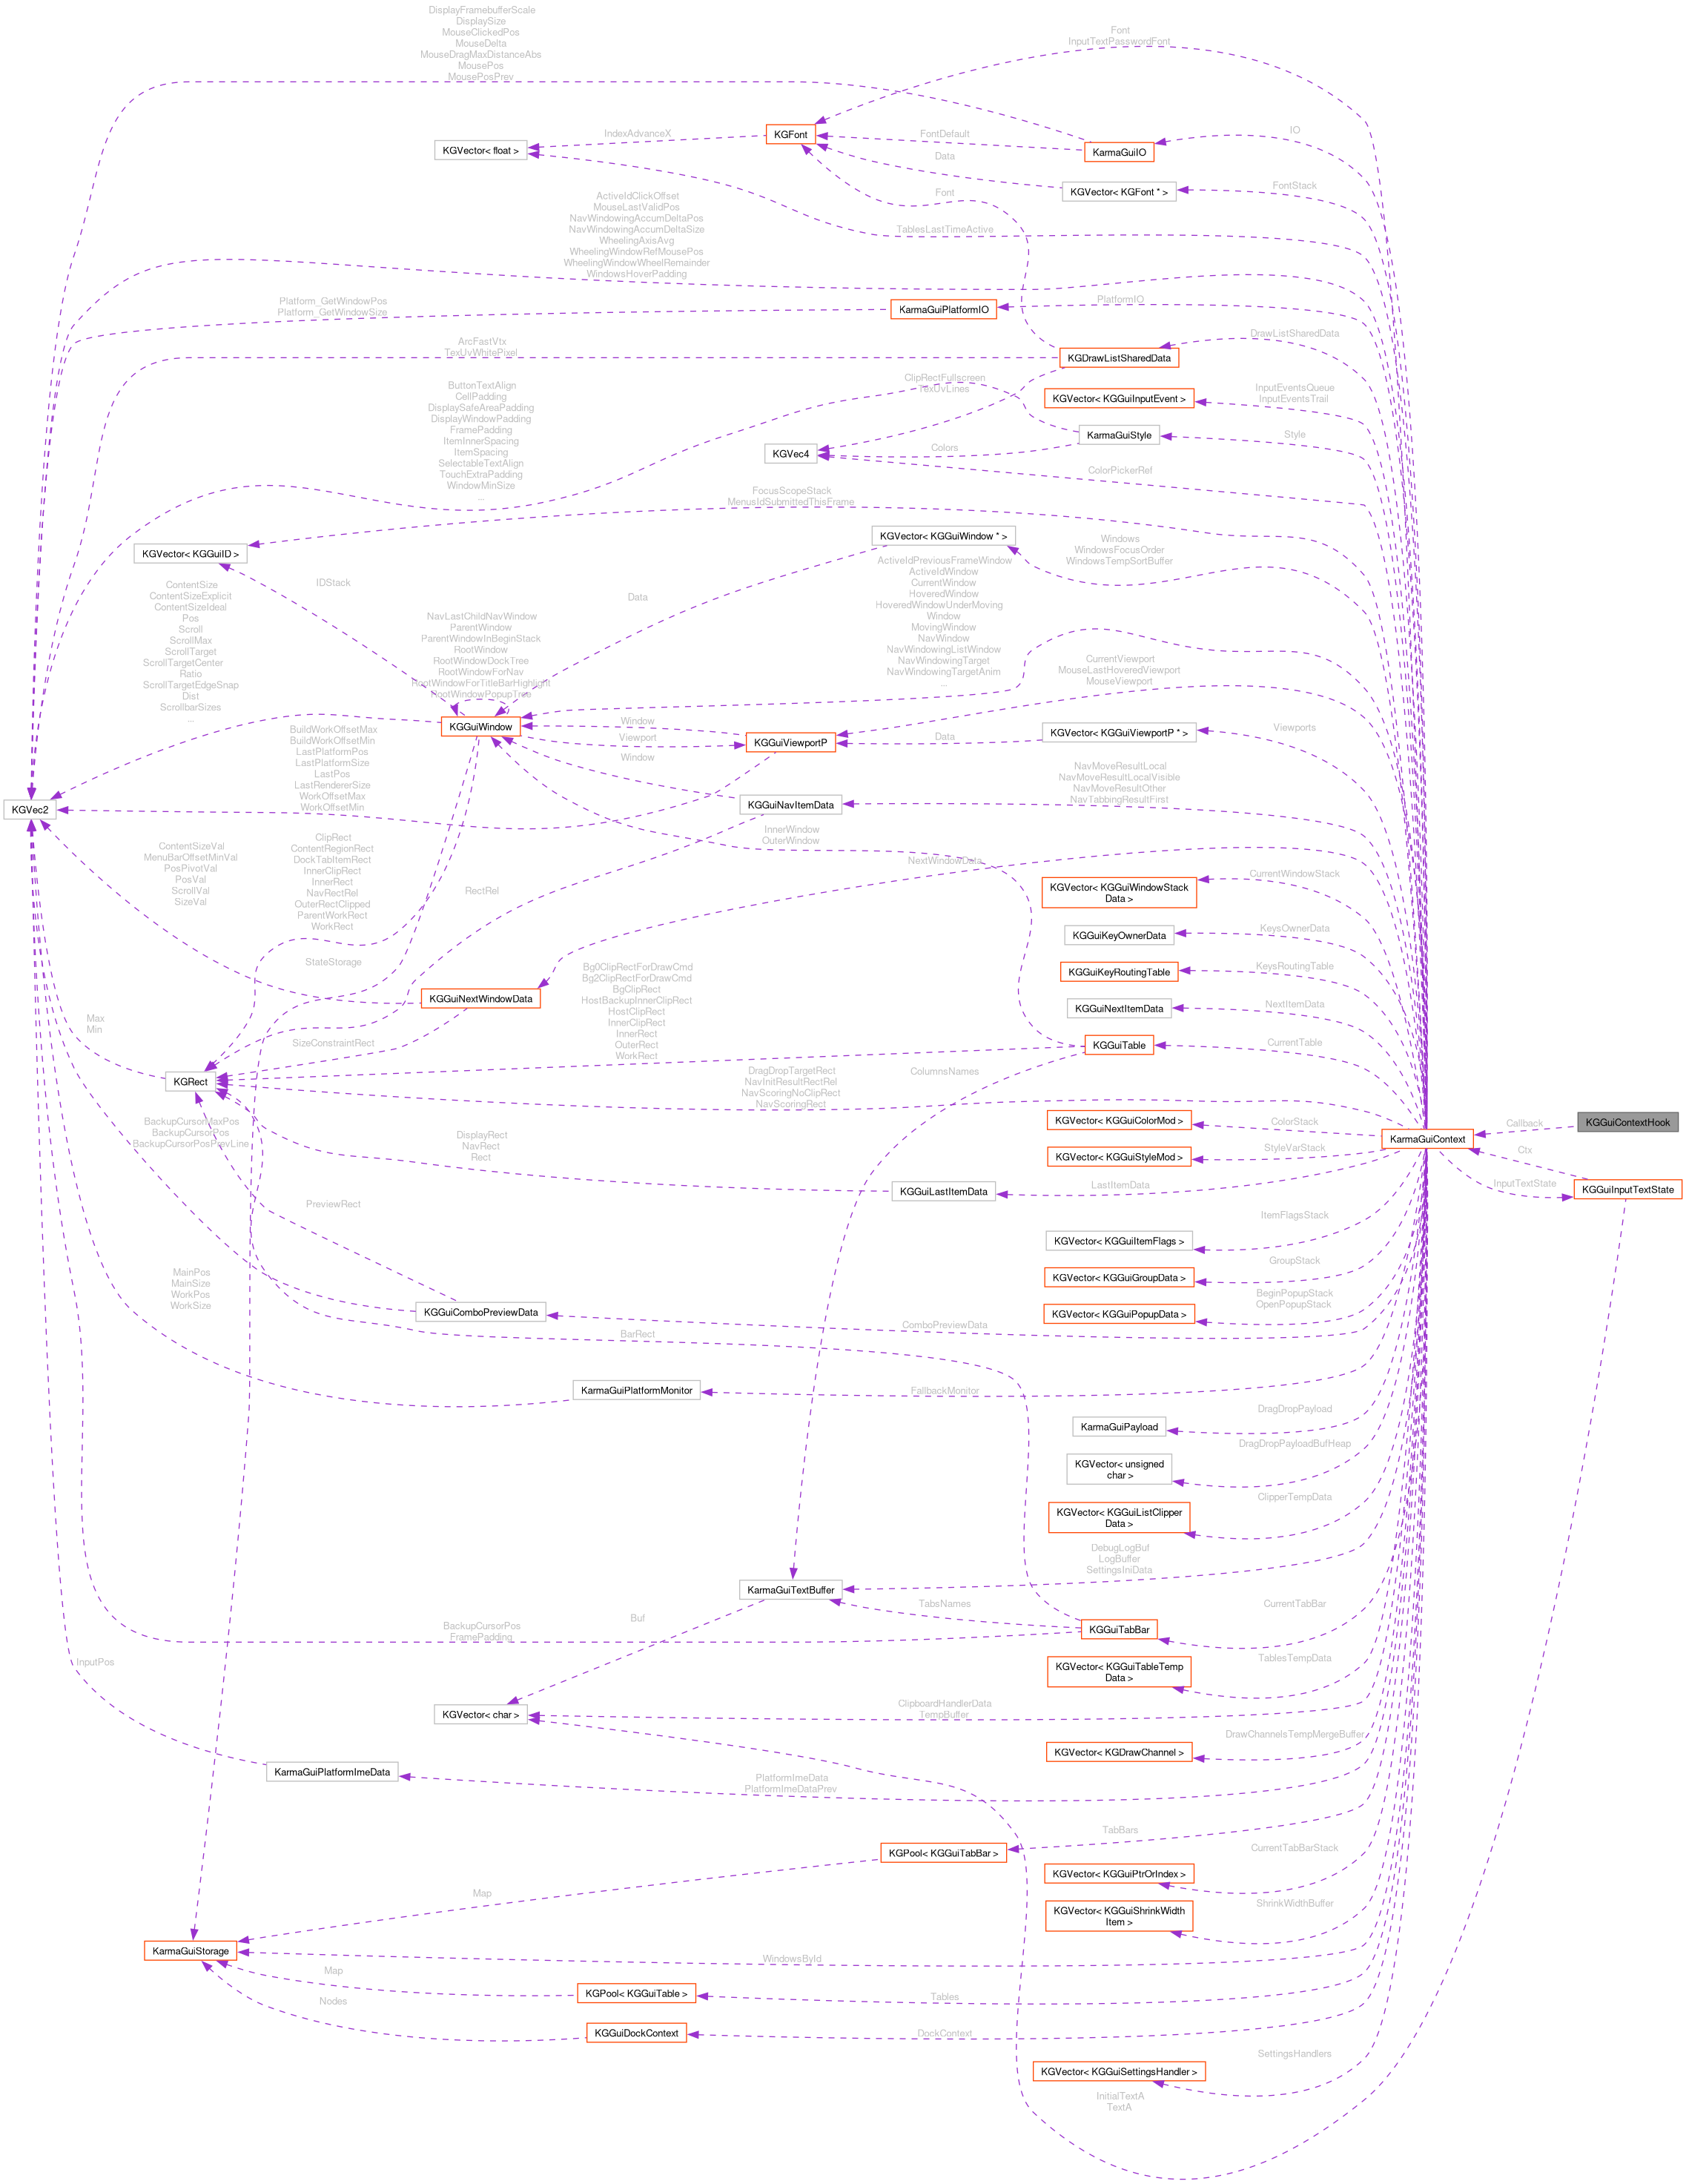 DisplayFramebufferScale
DisplaySize
MouseClickedPos
MouseDelta
MouseDragMaxDistanceAbs
MousePos
MousePosPrev
Font
InputTextPasswordFont
IndexAdvanceX
KGFont
FontDefault
IO
KGVector< float >
KarmaGuiIO
Data
KGVector< KGFont * >
FontStack
Font
ActiveIdClickOffset
MouseLastValidPos
NavWindowingAccumDeltaPos
NavWindowingAccumDeltaSize
WheelingAxisAvg
WheelingWindowRefMousePos
WheelingWindowWheelRemainder
WindowsHoverPadding
TablesLastTimeActive
Platform_GetWindowPos
Platform_GetWindowSize
KarmaGuiPlatformIO
PlatformIO
ArcFastVtx
TexUvWhitePixel
KGDrawListSharedData
DrawListSharedData
ButtonTextAlign
CellPadding
DisplaySafeAreaPadding
DisplayWindowPadding
FramePadding
ItemInnerSpacing
ItemSpacing
SelectableTextAlign
TouchExtraPadding
WindowMinSize
...
ClipRectFullscreen
TexUvLines
KGVector< KGGuiInputEvent >
InputEventsQueue
InputEventsTrail
KarmaGuiStyle
Style
KGVec4
Colors
ColorPickerRef
FocusScopeStack
MenusIdSubmittedThisFrame
KGVector< KGGuiID >
KGVector< KGGuiWindow * >
Windows
WindowsFocusOrder
WindowsTempSortBuffer
ContentSize
ContentSizeExplicit
ContentSizeIdeal
Pos
Scroll
ScrollMax
ScrollTarget
ScrollTargetCenter
Ratio
ScrollTargetEdgeSnap
Dist
ScrollbarSizes
...
IDStack
NavLastChildNavWindow
ParentWindow
ParentWindowInBeginStack
RootWindow
RootWindowDockTree
RootWindowForNav
RootWindowForTitleBarHighlight
RootWindowPopupTree
Data
ActiveIdPreviousFrameWindow
ActiveIdWindow
CurrentWindow
HoveredWindow
HoveredWindowUnderMoving
Window
MovingWindow
NavWindow
NavWindowingListWindow
NavWindowingTarget
NavWindowingTargetAnim
...
CurrentViewport
MouseLastHoveredViewport
MouseViewport
KGGuiWindow
Window
Viewport
Window
KGGuiViewportP
Data
KGVector< KGGuiViewportP * >
Viewports
BuildWorkOffsetMax
BuildWorkOffsetMin
LastPlatformPos
LastPlatformSize
LastPos
LastRendererSize
WorkOffsetMax
WorkOffsetMin
KGVec2
KGGuiNavItemData
NavMoveResultLocal
NavMoveResultLocalVisible
NavMoveResultOther
NavTabbingResultFirst
ContentSizeVal
MenuBarOffsetMinVal
PosPivotVal
PosVal
ScrollVal
SizeVal
ClipRect
ContentRegionRect
DockTabItemRect
InnerClipRect
InnerRect
NavRectRel
OuterRectClipped
ParentWorkRect
WorkRect
RectRel
InnerWindow
OuterWindow
NextWindowData
KGVector< KGGuiWindowStack
Data >
CurrentWindowStack
KGGuiKeyOwnerData
KeysOwnerData
StateStorage
KGGuiKeyRoutingTable
KeysRoutingTable
KGGuiNextWindowData
Bg0ClipRectForDrawCmd
Bg2ClipRectForDrawCmd
BgClipRect
HostBackupInnerClipRect
HostClipRect
InnerClipRect
InnerRect
OuterRect
WorkRect
KGGuiNextItemData
NextItemData
Max
Min
SizeConstraintRect
KGGuiTable
CurrentTable
KGRect
DragDropTargetRect
NavInitResultRectRel
NavScoringNoClipRect
NavScoringRect
ColumnsNames
BackupCursorMaxPos
BackupCursorPos
BackupCursorPosPrevLine
KGVector< KGGuiColorMod >
ColorStack
KarmaGuiContext
Callback
KGGuiContextHook
DisplayRect
NavRect
Rect
KGVector< KGGuiStyleMod >
StyleVarStack
Ctx
KGGuiLastItemData
LastItemData
InputTextState
KGGuiInputTextState
PreviewRect
KGVector< KGGuiItemFlags >
ItemFlagsStack
MainPos
MainSize
WorkPos
WorkSize
KGVector< KGGuiGroupData >
GroupStack
KGGuiComboPreviewData
KGVector< KGGuiPopupData >
BeginPopupStack
OpenPopupStack
BarRect
ComboPreviewData
KarmaGuiPlatformMonitor
FallbackMonitor
KarmaGuiPayload
DragDropPayload
KGVector< unsigned
char >
DragDropPayloadBufHeap
KGVector< KGGuiListClipper
Data >
ClipperTempData
DebugLogBuf
LogBuffer
SettingsIniData
KarmaGuiTextBuffer
TabsNames
Buf
BackupCursorPos
FramePadding
KGGuiTabBar
CurrentTabBar
InputPos
KGVector< KGGuiTableTemp
Data >
TablesTempData
KGVector< char >
ClipboardHandlerData
TempBuffer
KGVector< KGDrawChannel >
DrawChannelsTempMergeBuffer
KarmaGuiPlatformImeData
PlatformImeData
PlatformImeDataPrev
KGPool< KGGuiTabBar >
TabBars
KGVector< KGGuiPtrOrIndex >
CurrentTabBarStack
Map
KGVector< KGGuiShrinkWidth
Item >
ShrinkWidthBuffer
KarmaGuiStorage
WindowsById
Map
KGPool< KGGuiTable >
Tables
Nodes
KGGuiDockContext
DockContext
KGVector< KGGuiSettingsHandler >
SettingsHandlers
InitialTextA
TextA